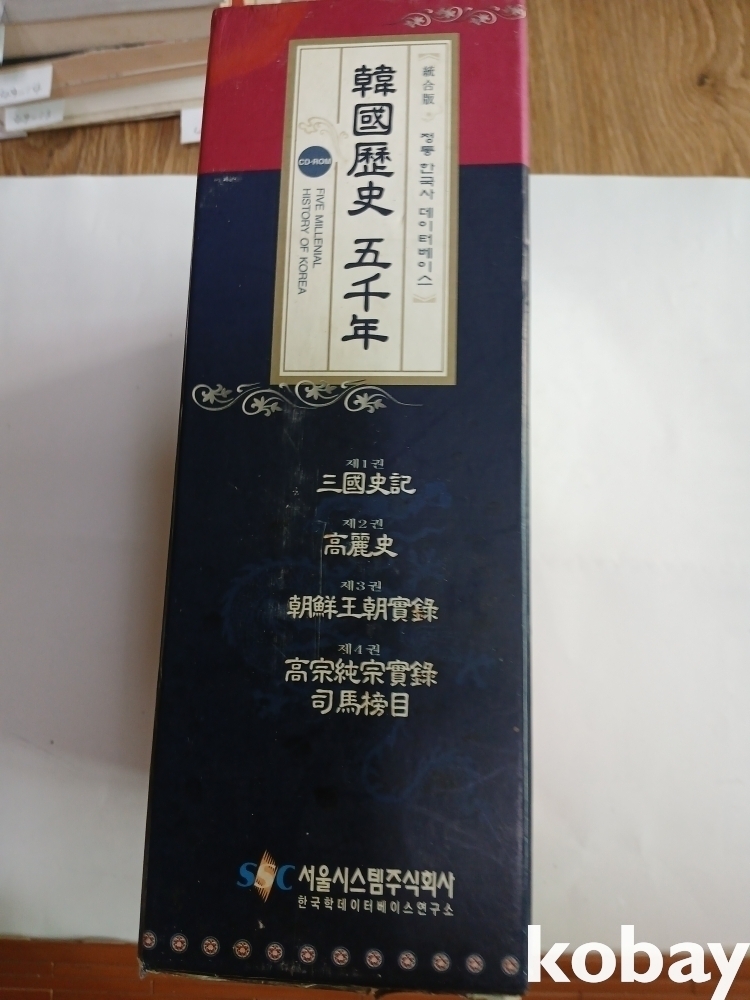 統合版
정통 한국사 데이터베이스
韓國歷史 五千年
CD-ROM
FIVE MILLENIAL
HISTORY OF KOREA
제1권
三國史記
제2권
高麗史
제3권
朝鮮王朝實錄
제4권
高宗純宗實錄
司馬榜目
SSC 서울시스템주식회사
한국학데이터베이스연구소
kobay